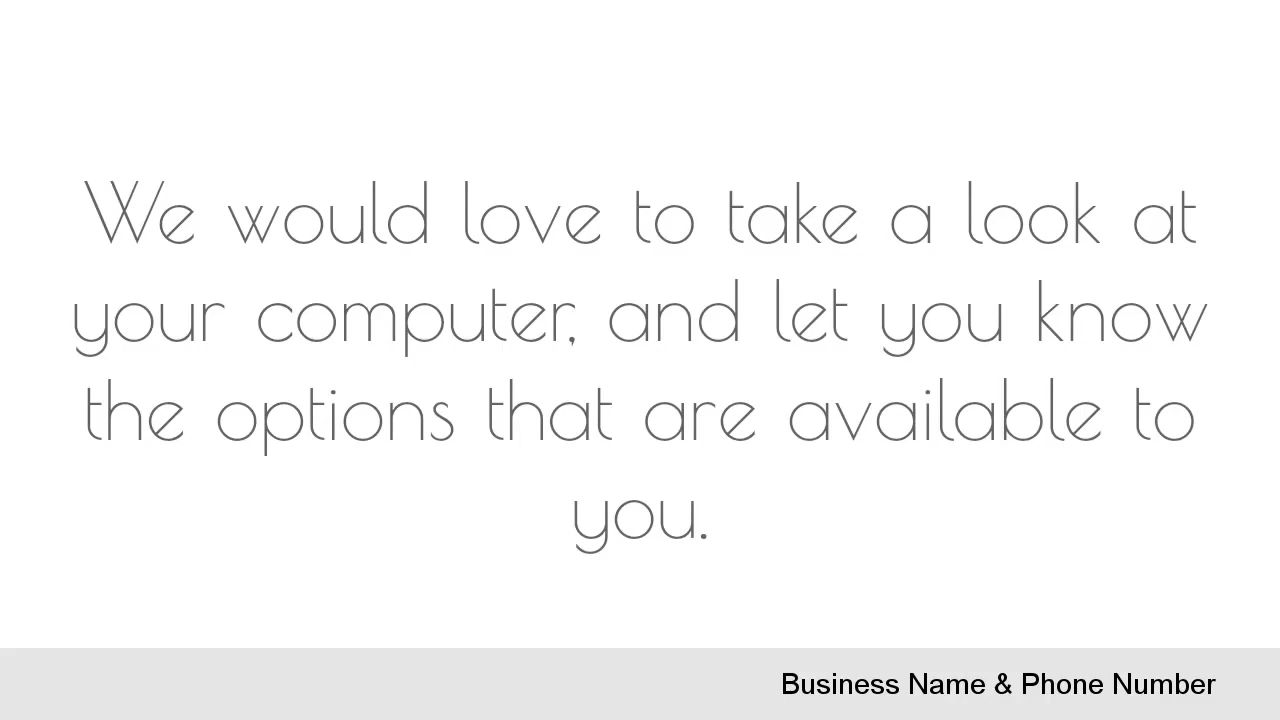 We would love to take a look at
your computer, and let you know
the options that are available to
you.
Business Name & Phone Number